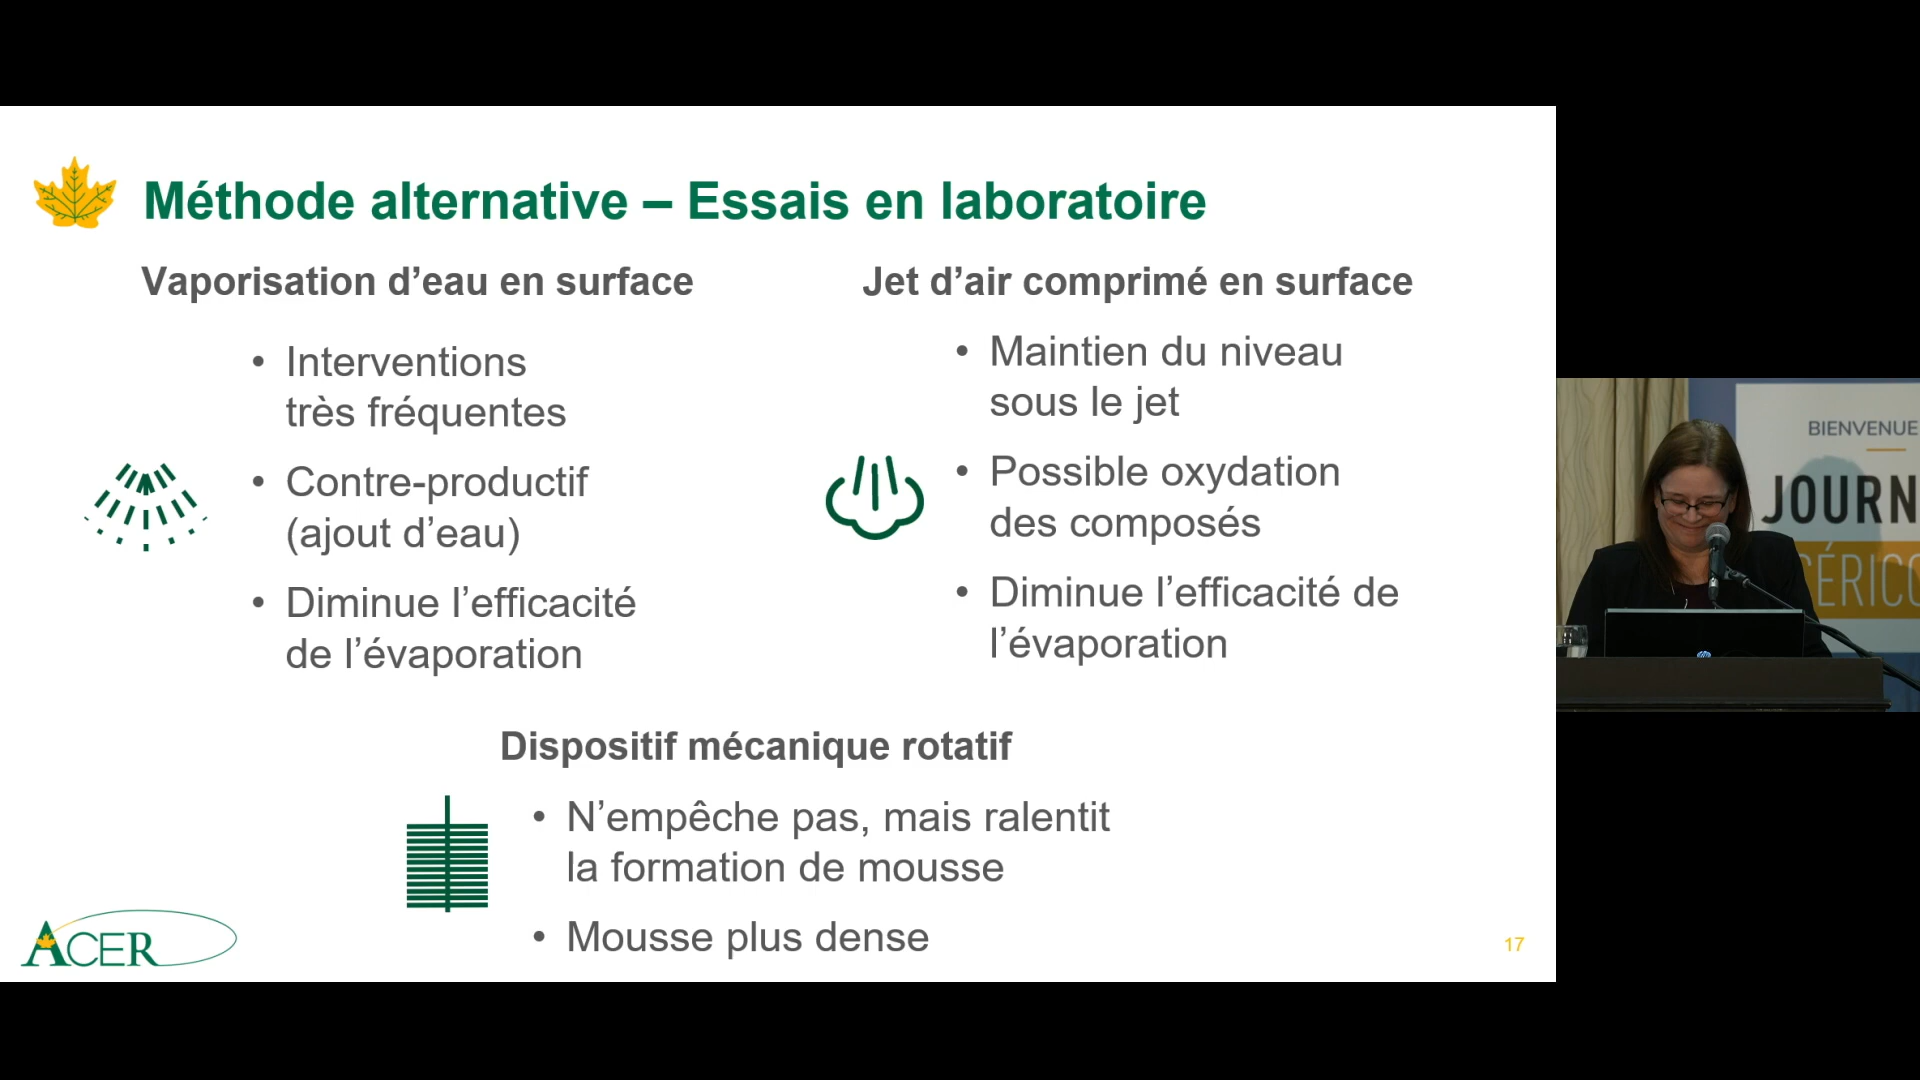 Méthode alternative – Essais en laboratoire
Vaporisation d’eau en surface
• Interventions
très fréquentes
• Contre-productif
(ajout d’eau)
• Diminue l’efficacité
de l’évaporation
Jet d’air comprimé en surface
• Maintien du niveau
sous le jet
• Possible oxydation
des composés
• Diminue l’efficacité de
l’évaporation
Dispositif mécanique rotatif
• N’empêche pas, mais ralentit
la formation de mousse
• Mousse plus dense
ACER
17
BIENVENUE
JOURN
ÉRICO